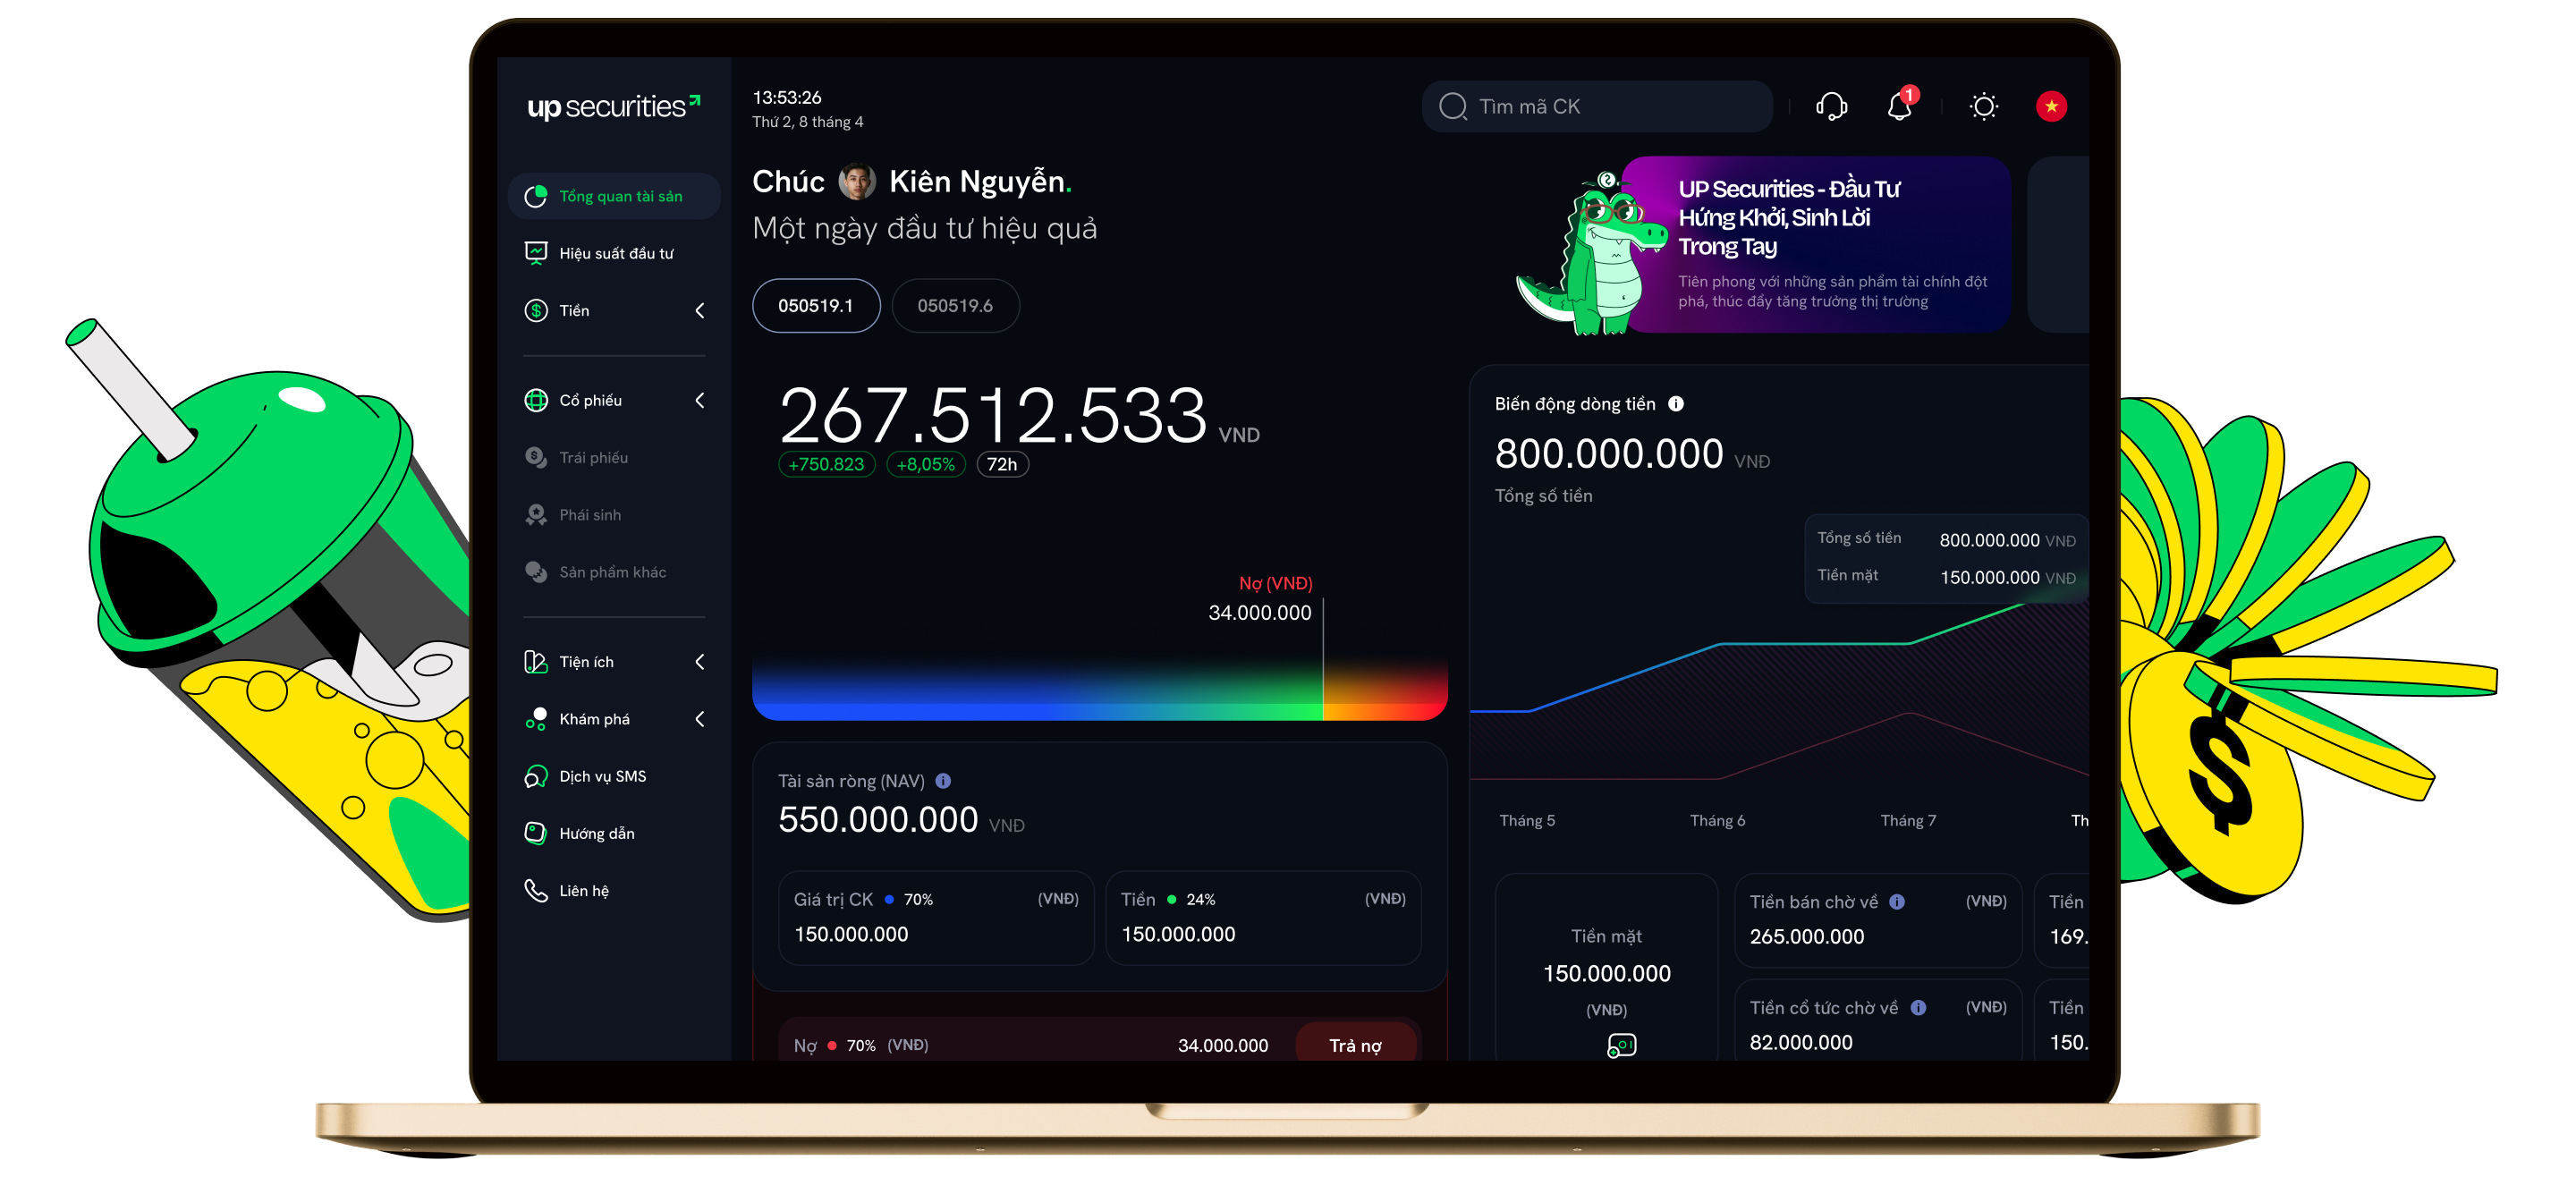 up securities
Tổng quan tài sản
Hiệu suất đầu tư
$ Tiền
Cổ phiếu
Trái phiếu
Phái sinh
Sản phẩm khác
Tiện ích
Khám phá
Dịch vụ SMS
Hướng dẫn
Liên hệ
13:53:26
Thứ 2, 8 tháng 4
Tìm mã CK
1
Chúc Kiên Nguyễn.
Một ngày đầu tư hiệu quả
050519.1 050519.6
UP Securities - Đầu Tư
Hứng Khởi, Sinh Lời
Trong Tay
Tiên phong với những sản phẩm tài chính đột
phá, thúc đẩy tăng trưởng thị trường
267.512.533 VND
+750.823 +8,05% 72h
Nợ (VNĐ)
34.000.000
Tài sản ròng (NAV) i
550.000.000 VNĐ
Giá trị CK 70% (VNĐ)
150.000.000
Tiền 24% (VNĐ)
150.000.000
Nợ 70% (VNĐ) 34.000.000 Trả nợ
Biến động dòng tiền i
800.000.000 VNĐ
Tổng số tiền
Tổng số tiền 800.000.000 VNĐ
Tiền mặt 150.000.000 VNĐ
Tháng 5 Tháng 6 Tháng 7 Th
Tiền mặt
150.000.000
(VNĐ)
Tiền bán chờ về i (VNĐ)
265.000.000
Tiền
169.
Tiền cổ tức chờ về i (VNĐ)
82.000.000
Tiền
150.
$